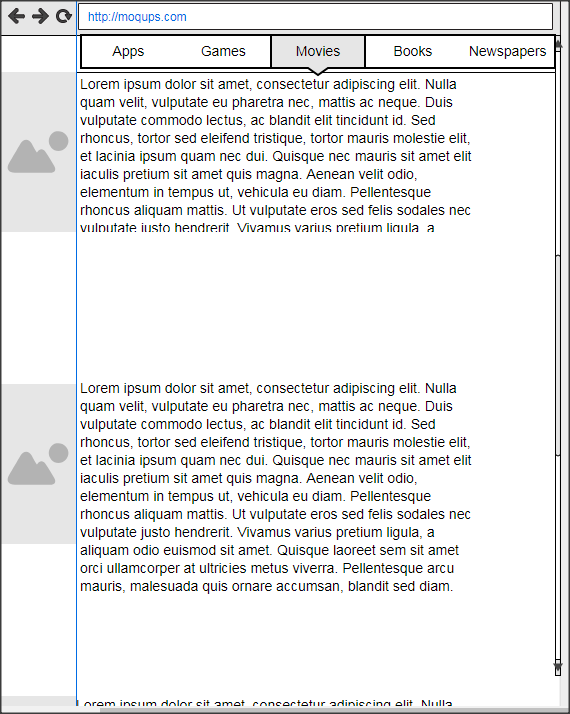 http://moqups.com
Apps Games Movies Books Newspapers
Lorem ipsum dolor sit amet, consectetur adipiscing elit. Nulla
quam velit, vulputate eu pharetra nec, mattis ac neque. Duis
vulputate commodo lectus, ac blandit elit tincidunt id. Sed
rhoncus, tortor sed eleifend tristique, tortor mauris molestie elit,
et lacinia ipsum quam nec dui. Quisque nec mauris sit amet elit
iaculis pretium sit amet quis magna. Aenean velit odio,
elementum in tempus ut, vehicula eu diam. Pellentesque
rhoncus aliquam mattis. Ut vulputate eros sed felis sodales nec
vulputate justo hendrerit. Vivamus varius pretium ligula, a
Lorem ipsum dolor sit amet, consectetur adipiscing elit. Nulla
quam velit, vulputate eu pharetra nec, mattis ac neque. Duis
vulputate commodo lectus, ac blandit elit tincidunt id. Sed
rhoncus, tortor sed eleifend tristique, tortor mauris molestie elit,
et lacinia ipsum quam nec dui. Quisque nec mauris sit amet elit
iaculis pretium sit amet quis magna. Aenean velit odio,
elementum in tempus ut, vehicula eu diam. Pellentesque
rhoncus aliquam mattis. Ut vulputate eros sed felis sodales nec
vulputate justo hendrerit. Vivamus varius pretium ligula, a
aliquam odio euismod sit amet. Quisque laoreet sem sit amet
orci ullamcorper at ultricies metus viverra. Pellentesque arcu
mauris, malesuada quis ornare accumsan, blandit sed diam.
Lorem ipsum dolor sit amet, consectetur adipiscing elit. Nulla